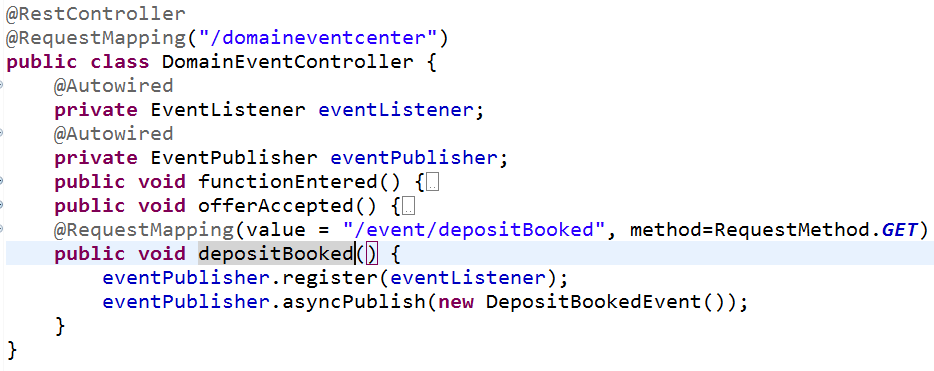 @RestController
@RequestMapping("/domaineventcenter")
public class DomainEventController {
    @Autowired
    private EventListener eventListener;
    @Autowired
    private EventPublisher eventPublisher;
    public void functionEntered() {..
    public void offerAccepted() {..
    @RequestMapping(value = "/event/depositBooked", method=RequestMethod.GET)
    public void depositBooked() {
        eventPublisher.register(eventListener);
        eventPublisher.asyncPublish(new DepositBookedEvent());
    }
}